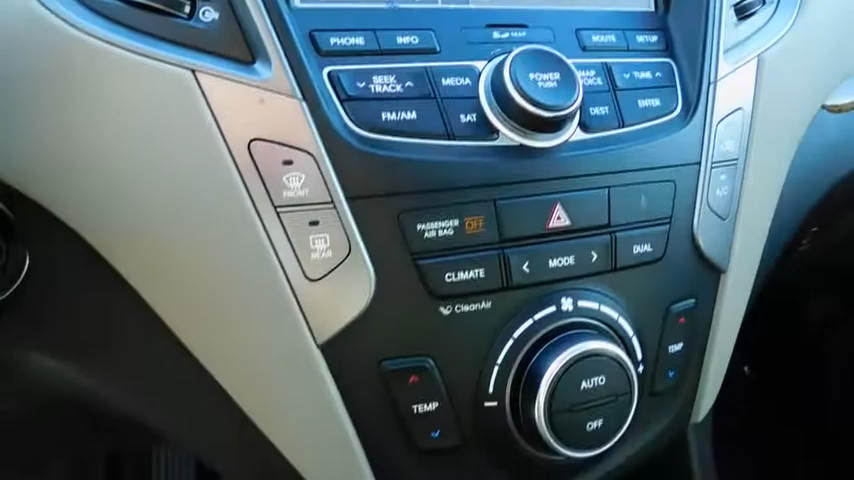 PHONE
INFO
ROUTE
SETUP
SEEK
TRACK
MEDIA
POWER
PUSH
MAP
VOICE
TUNE
FM/AM
SAT
DEST
ENTER
FRONT
REAR
A/C
PASSENGER
AIR BAG
OFF
CLIMATE
MODE
DUAL
CleanAir
TEMP
AUTO
OFF
TEMP